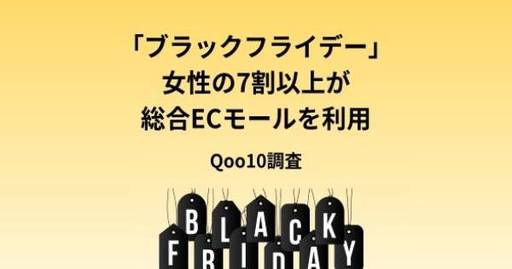 「ブラックフライデー」
女性の7割以上が
総合ECモールを利用
Qoo10調査
BLACK
FRIDAY